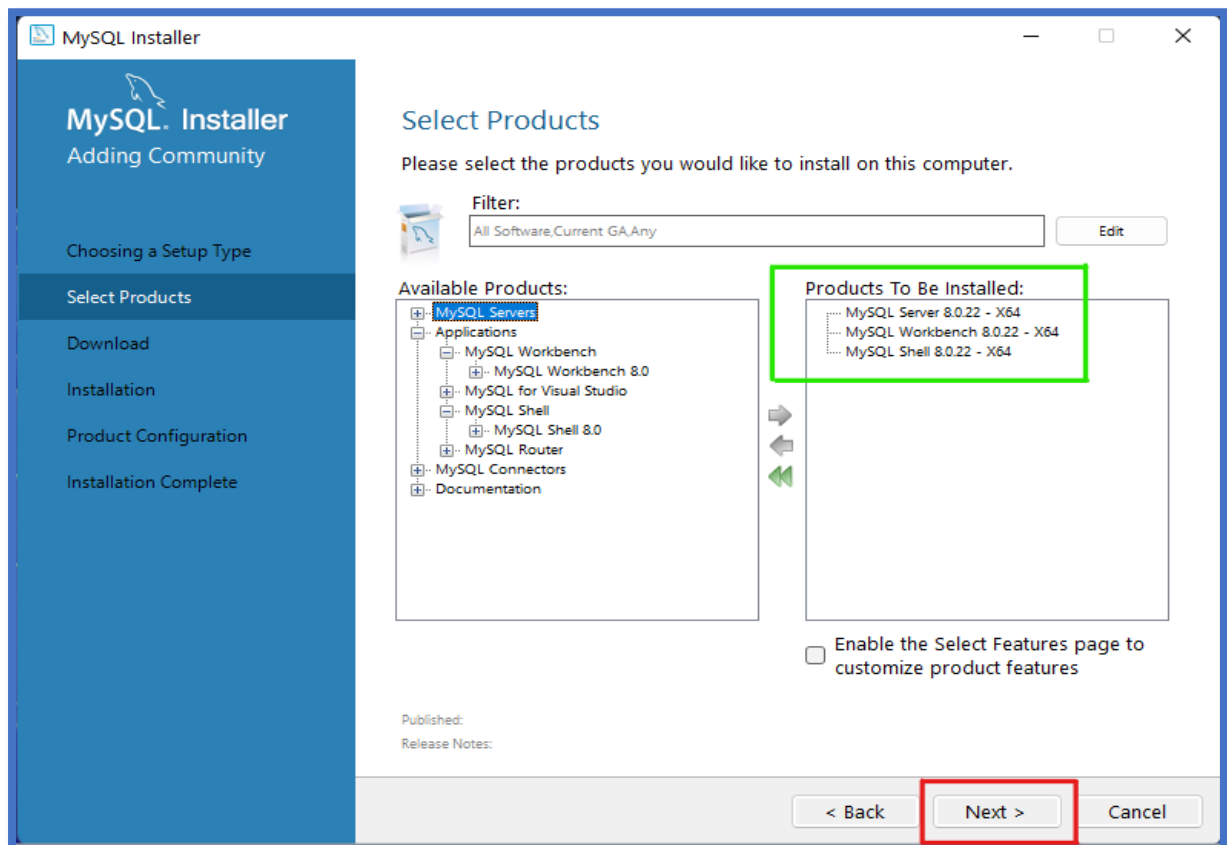 MySQL Installer
MySQL. Installer
Adding Community
Choosing a Setup Type
Select Products
Download
Installation
Product Configuration
Installation Complete
Select Products
Please select the products you would like to install on this computer.
Filter:
All Software,Current GA,Any
Edit
Available Products:
MySQL Servers
Applications
MySQL Workbench
MySQL Workbench 8.0
MySQL for Visual Studio
MySQL Shell
MySQL Shell 8.0
MySQL Router
MySQL Connectors
Documentation
Products To Be Installed:
MySQL Server 8.0.22 - X64
MySQL Workbench 8.0.22 - X64
MySQL Shell 8.0.22 - X64
Enable the Select Features page to
customize product features
Published:
Release Notes:
< Back
Next >
Cancel